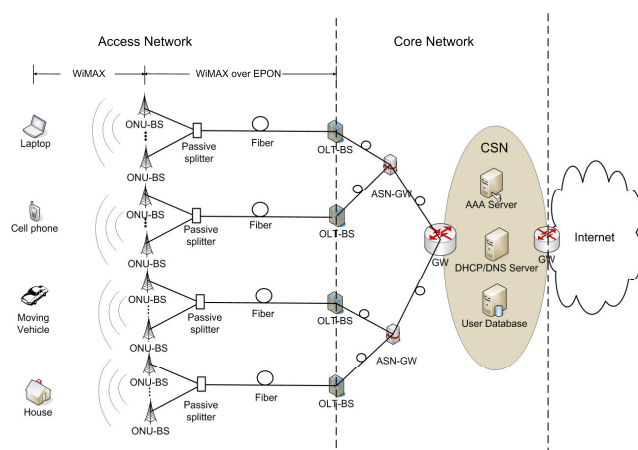 Access Network
Core Network
WiMAX
WiMAX over EPON
Laptop
ONU-BS
ONU-BS
Passive
splitter
Fiber
OLT-BS
ASN-GW
CSN
AAA Server
Cell phone
ONU-BS
ONU-BS
Passive
splitter
Fiber
OLT-BS
GW
DHCP/DNS Server
GW
Internet
Moving
Vehicle
ONU-BS
ONU-BS
Passive splitter
Fiber
OLT-BS
ASN-GW
User Database
House
ONU-BS
ONU-BS
Passive
splitter
Fiber
OLT-BS